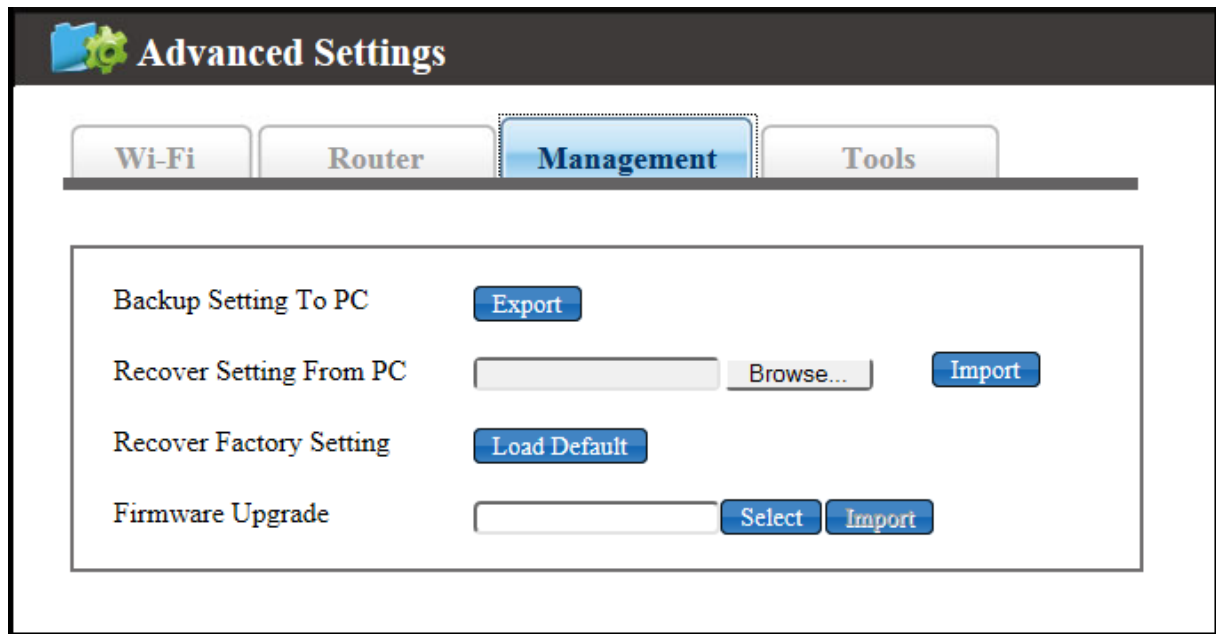 Advanced Settings
Wi-Fi Router Management Tools
Backup Setting To PC Export
Recover Setting From PC Browse... Import
Recover Factory Setting Load Default
Firmware Upgrade Select Import